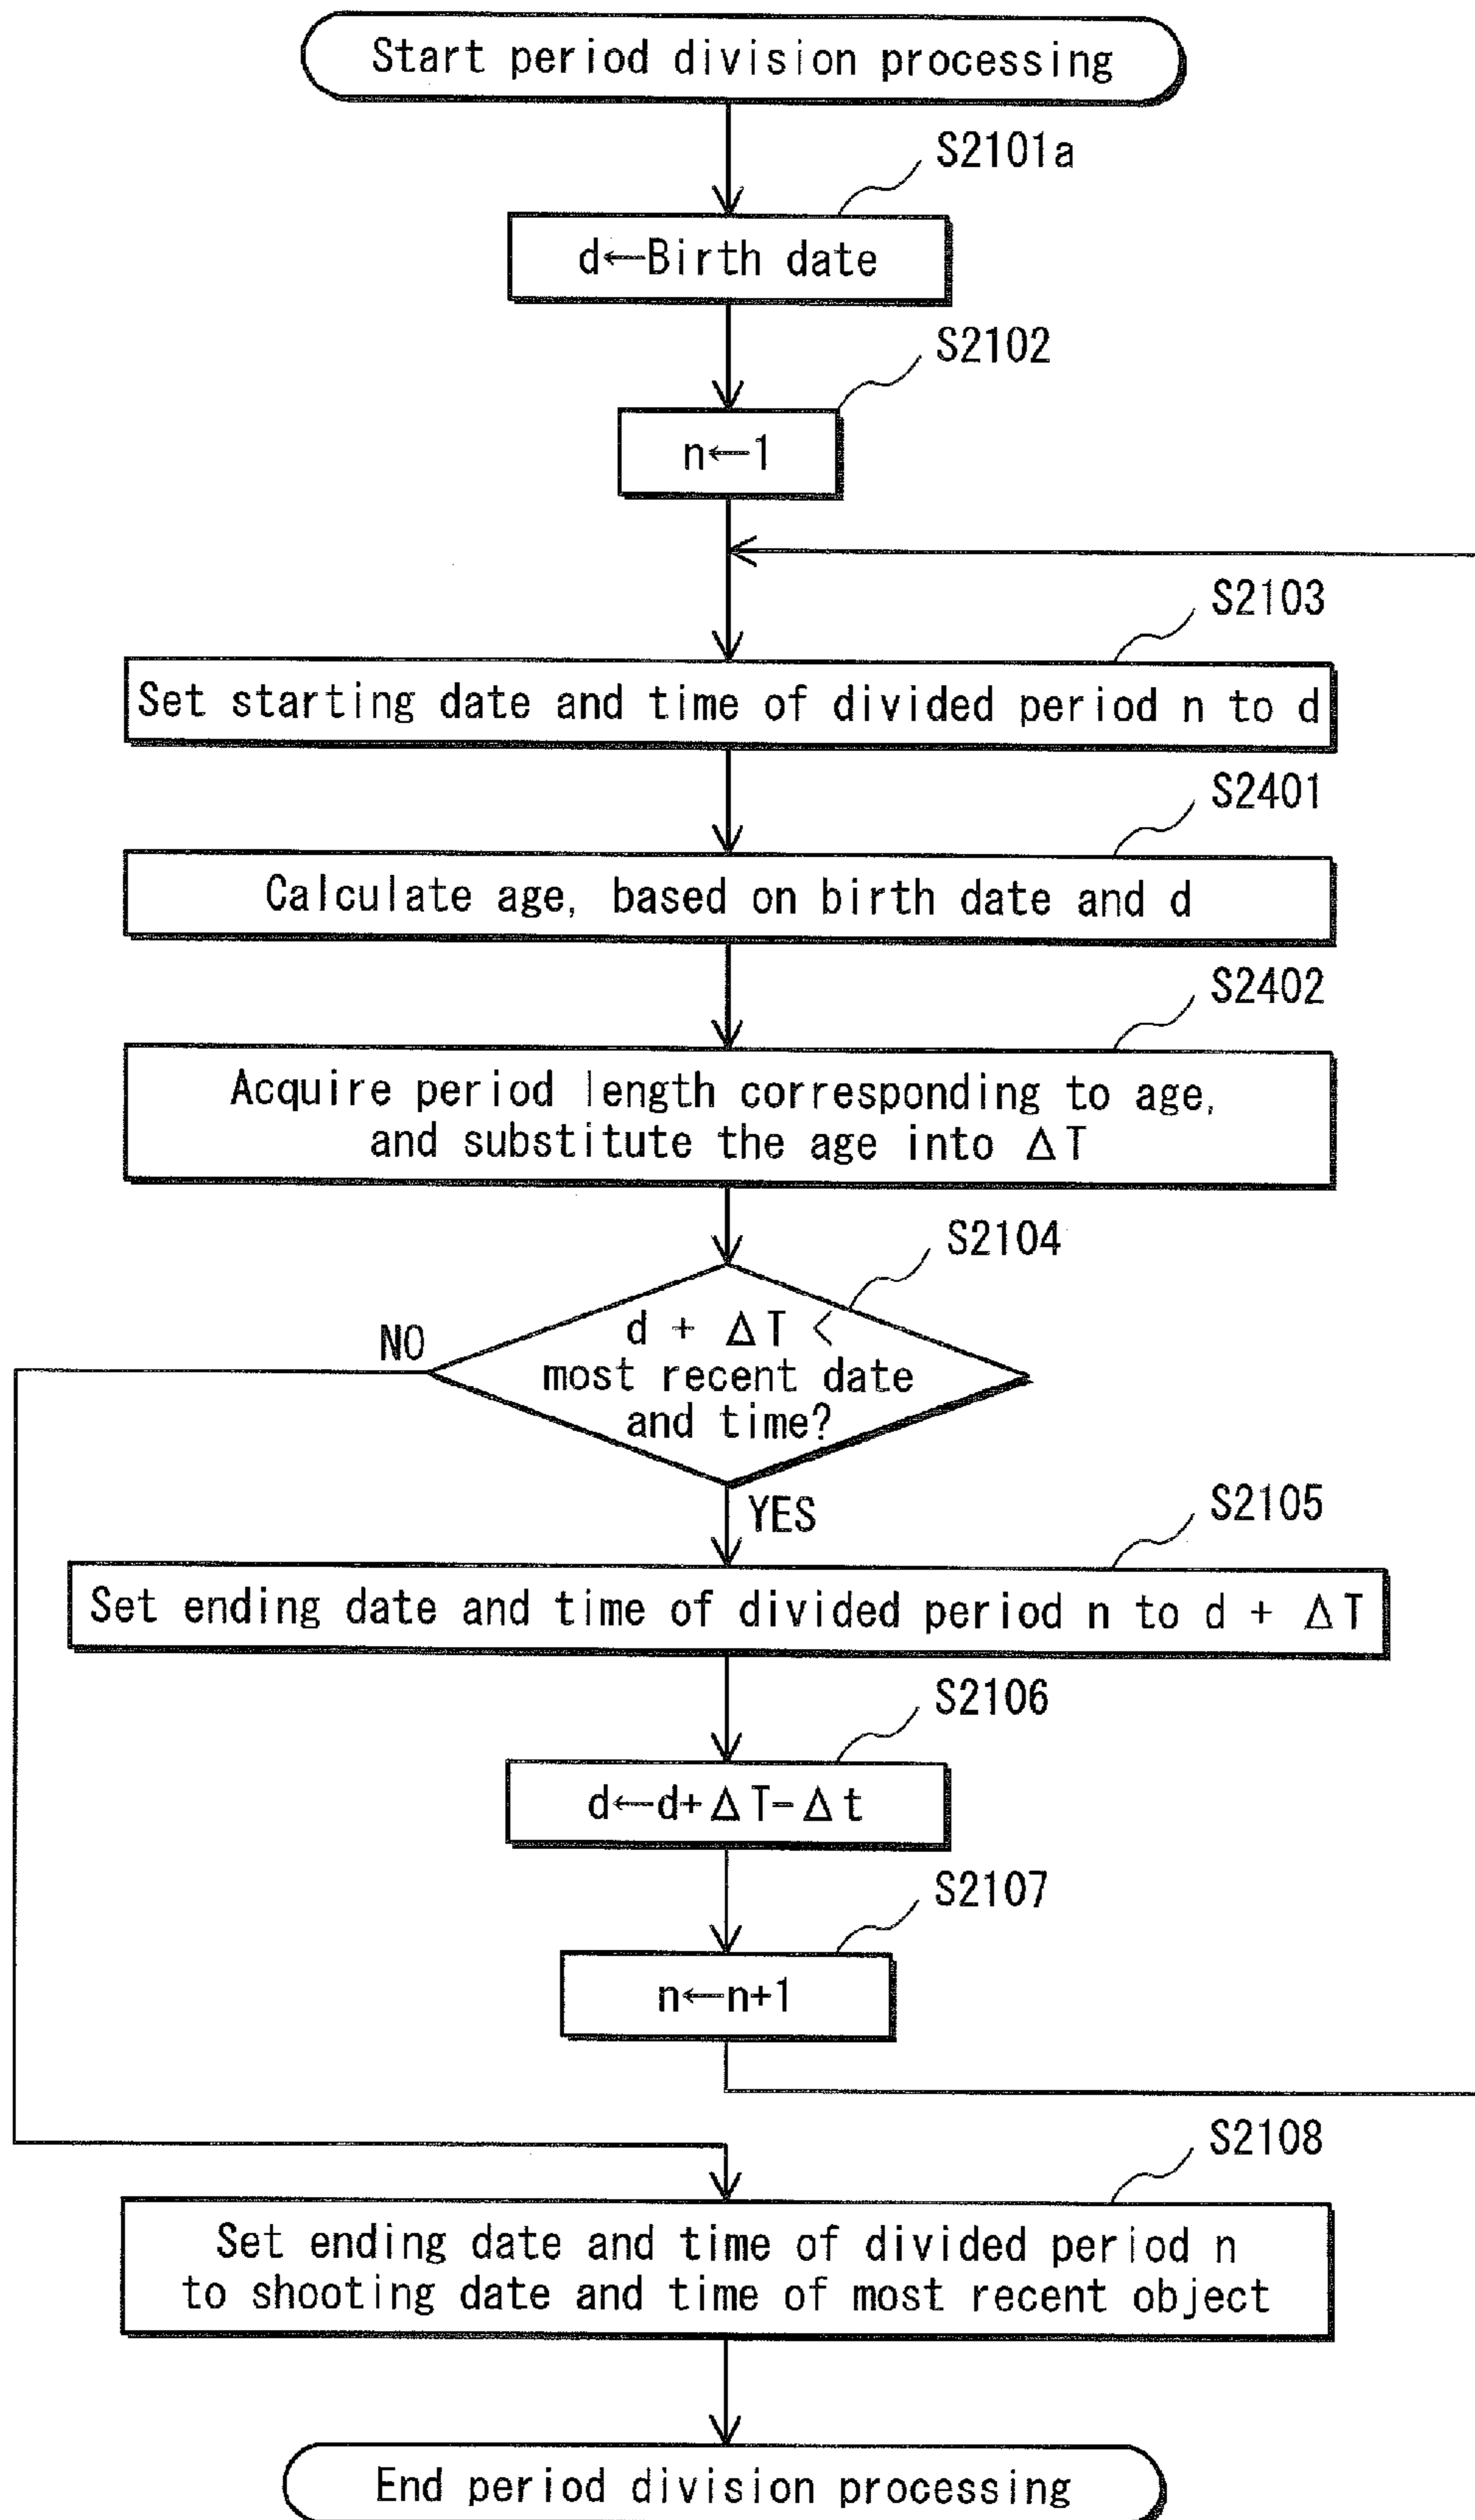 Start period division processing
S2101a
d←Birth date
S2102
n←1
S2103
Set starting date and time of divided period n to d
S2401
Calculate age, based on birth date and d
S2402
Acquire period length corresponding to age,
and substitute the age into ΔT
S2104
NO
d + ΔT <
most recent date
and time?
YES
S2105
Set ending date and time of divided period n to d + ΔT
S2106
d←d+ΔT-Δt
S2107
n←n+1
S2108
Set ending date and time of divided period n
to shooting date and time of most recent object
End period division processing